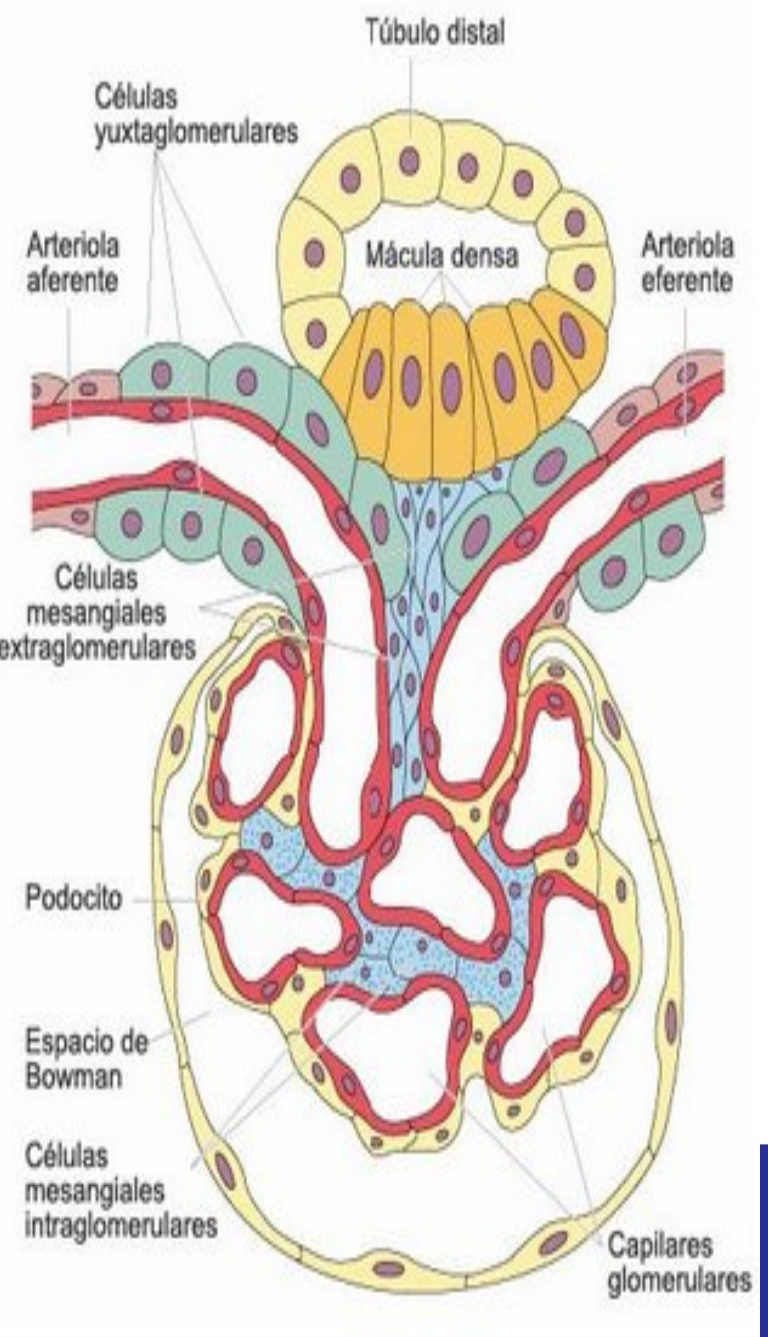 Túbulo distal
Células
yuxtaglomerulares
Arteriola
aferente
Mácula densa
Arteriola
eferente
Células
mesangiales
extraglomerulares
Podocito
Espacio de
Bowman
Células
mesangiales
intraglomerulares
Capilares
glomerulares